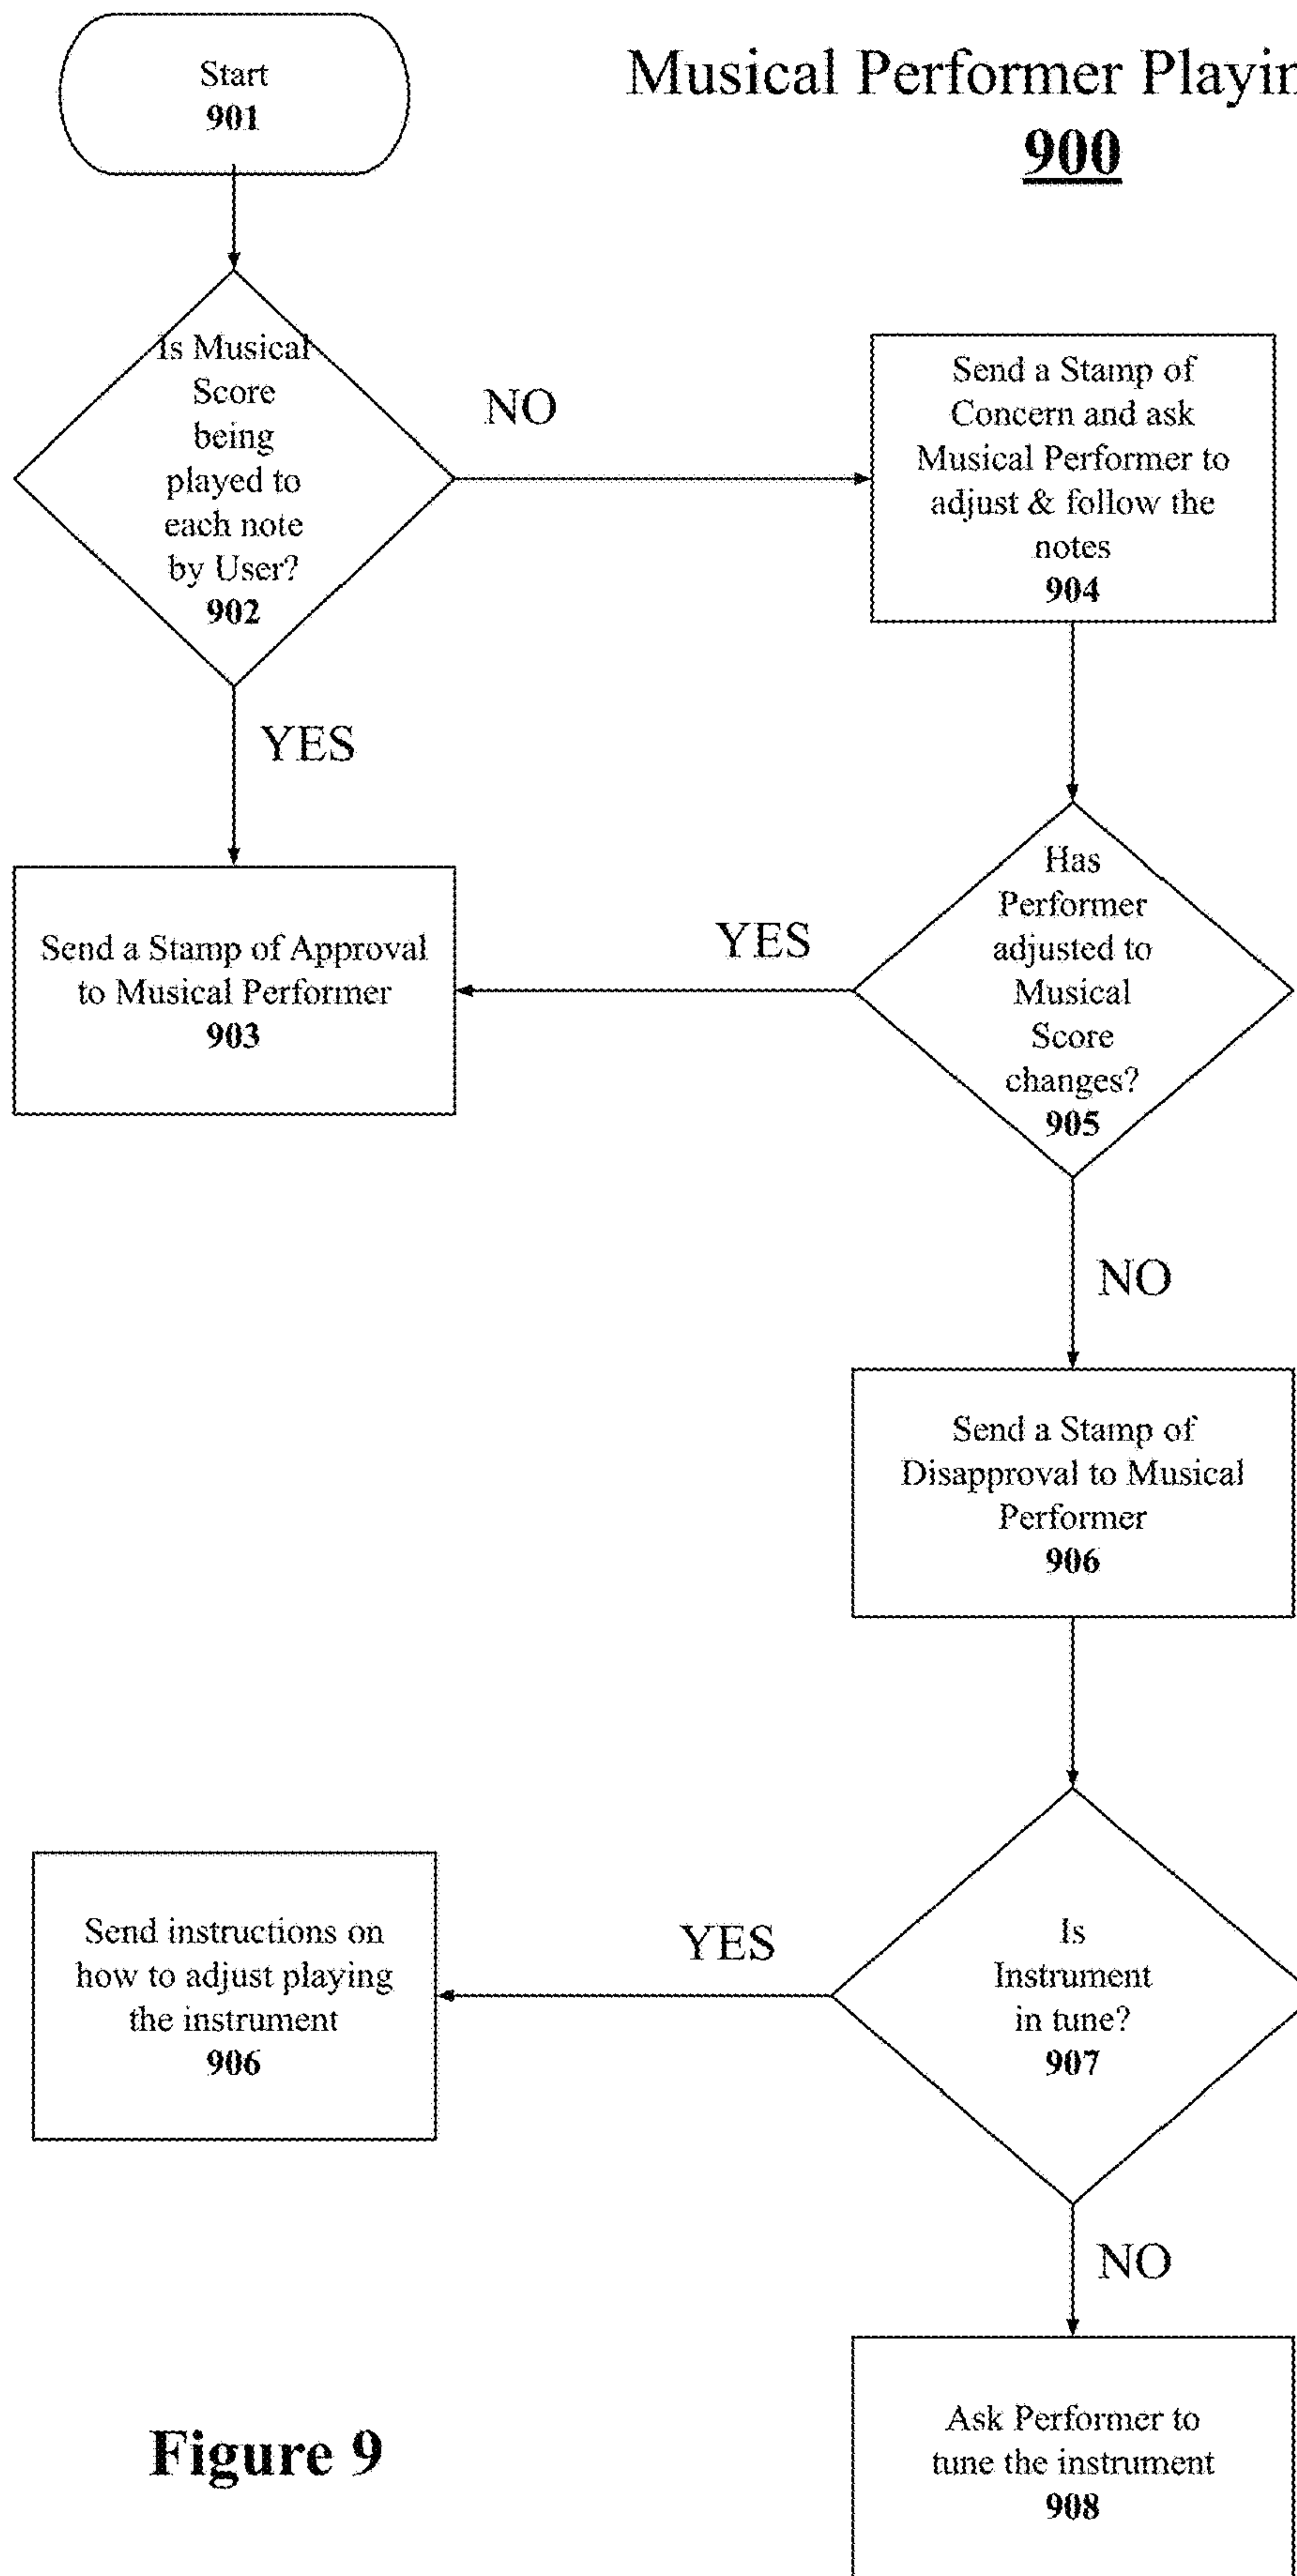 Start
901
Musical Performer Playin
900
Is Musical
Score
being
played to
each note
by User?
902
NO
Send a Stamp of
Concern and ask
Musical Performer to
adjust & follow the
notes
904
YES
Send a Stamp of Approval
to Musical Performer
903
YES
Has
Performer
adjusted to
Musical
Score
changes?
905
NO
Send a Stamp of
Disapproval to Musical
Performer
906
Send instructions on
how to adjust playing
the instrument
906
YES
Is
Instrument
in tune?
907
NO
Ask Performer to
tune the instrument
908
Figure 9